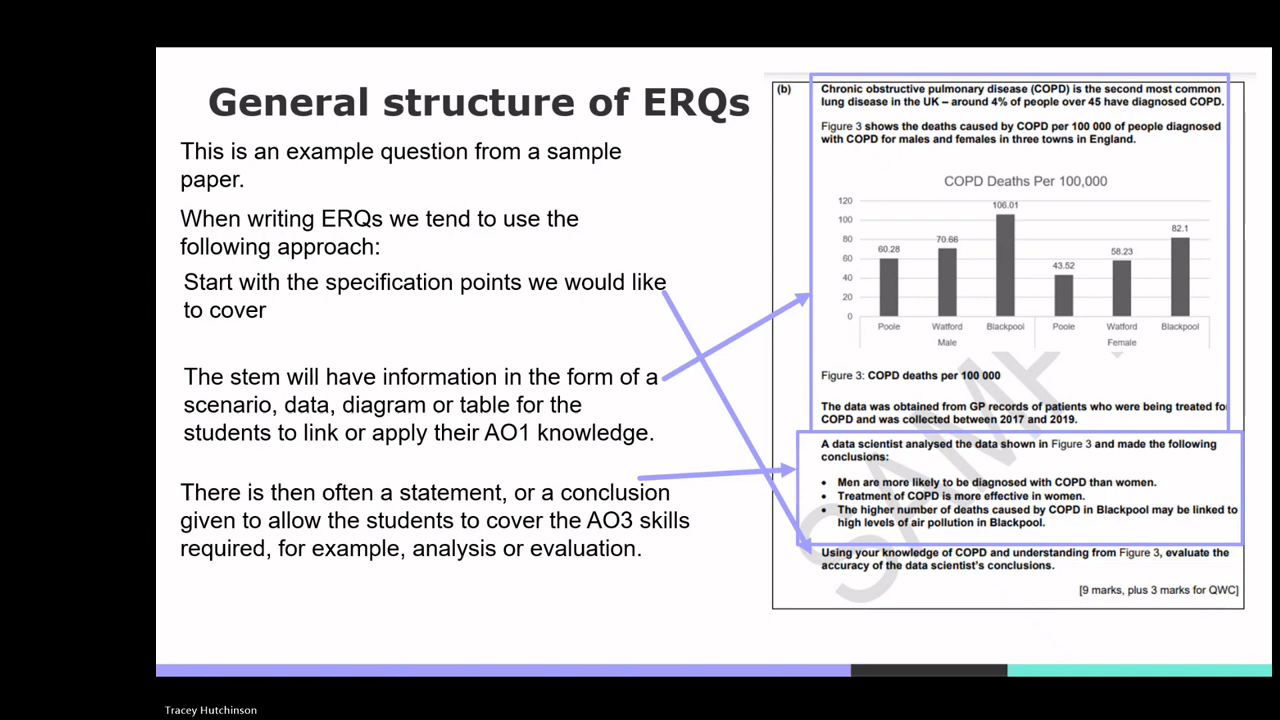 General structure of ERQs
This is an example question from a sample
paper.
When writing ERQs we tend to use the
following approach:
Start with the specification points we would like
to cover
The stem will have information in the form of a
scenario, data, diagram or table for the
students to link or apply their AO1 knowledge.
There is then often a statement, or a conclusion
given to allow the students to cover the AO3 skills
required, for example, analysis or evaluation.
(b)
Chronic obstructive pulmonary disease (COPD) is the second most common
lung disease in the UK – around 4% of people over 45 have diagnosed COPD.
Figure 3 shows the deaths caused by COPD per 100 000 of people diagnosed
with COPD for males and females in three towns in England.
COPD Deaths Per 100,000
120
100
80
60
40
20
0
60.28
70.66
106.01
43.52
58.23
82.1
Poole
Watford
Blackpool
Poole
Watford
Blackpool
Male
Female
Figure 3: COPD deaths per 100 000
The data was obtained from GP records of patients who were being treated for
COPD and was collected between 2017 and 2019.
A data scientist analysed the data shown in Figure 3 and made the following
conclusions:
• Men are more likely to be diagnosed with COPD than women.
• Treatment of COPD is more effective in women.
• The higher number of deaths caused by COPD in Blackpool may be linked to
high levels of air pollution in Blackpool.
Using your knowledge of COPD and understanding from Figure 3, evaluate the
accuracy of the data scientist's conclusions.
[9 marks, plus 3 marks for QWC]
Tracey Hutchinson